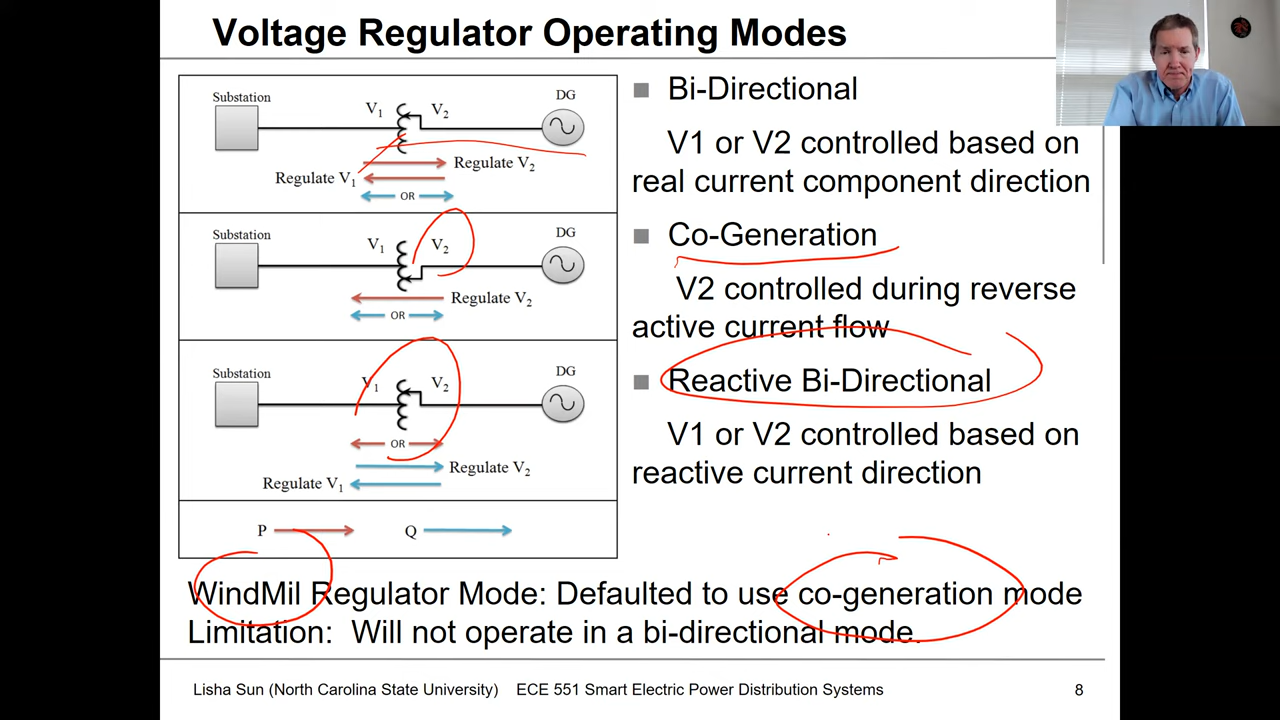 Voltage Regulator Operating Modes
Substation
V1
V2
DG
Regulate V2
Regulate V1
OR
Substation
V1
V2
DG
Regulate V2
OR
Substation
V1
V2
DG
OR
Regulate V2
Regulate V1
P
Q
■ Bi-Directional
V1 or V2 controlled based on
real current component direction
■ Co-Generation
V2 controlled during reverse
active current flow
■ Reactive Bi-Directional
V1 or V2 controlled based on
reactive current direction
WindMil Regulator Mode: Defaulted to use co-generation mode
Limitation: Will not operate in a bi-directional mode.
Lisha Sun (North Carolina State University) ECE 551 Smart Electric Power Distribution Systems 8